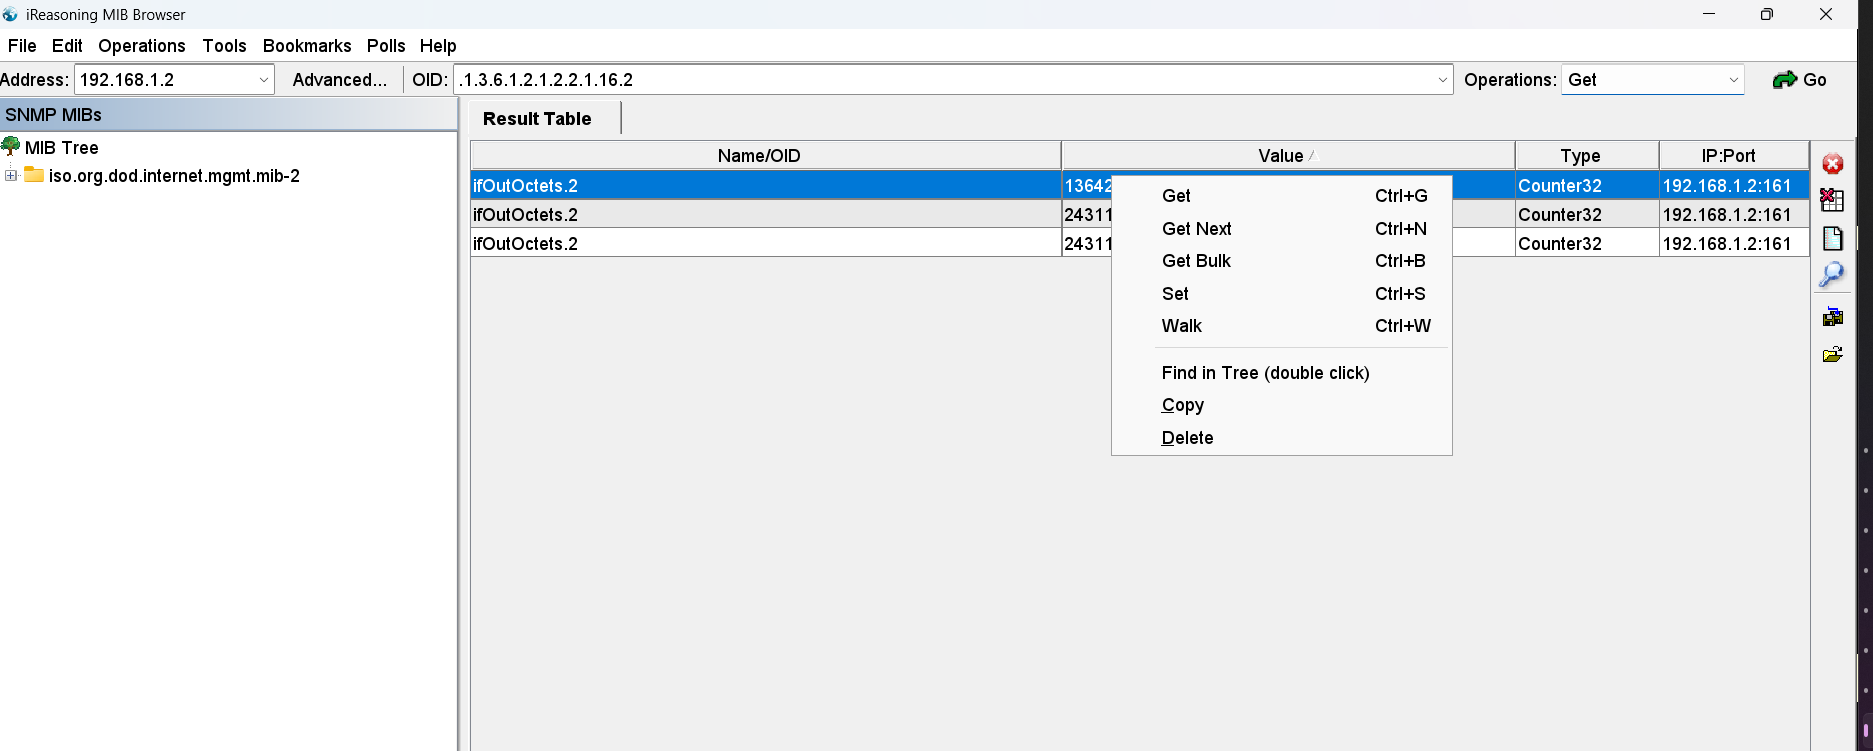 iReasoning MIB Browser
File Edit Operations Tools Bookmarks Polls Help
Address: 192.168.1.2 Advanced... OID: .1.3.6.1.2.1.2.2.1.16.2 Operations: Get Go
SNMP MIBs
Result Table
MIB Tree
iso.org.dod.internet.mgmt.mib-2
Name/OID Value Type IP:Port
ifOutOctets.2 13642 Counter32 192.168.1.2:161
ifOutOctets.2 24311 Counter32 192.168.1.2:161
ifOutOctets.2 24311 Counter32 192.168.1.2:161
Get Ctrl+G
Get Next Ctrl+N
Get Bulk Ctrl+B
Set Ctrl+S
Walk Ctrl+W
Find in Tree (double click)
Copy
Delete